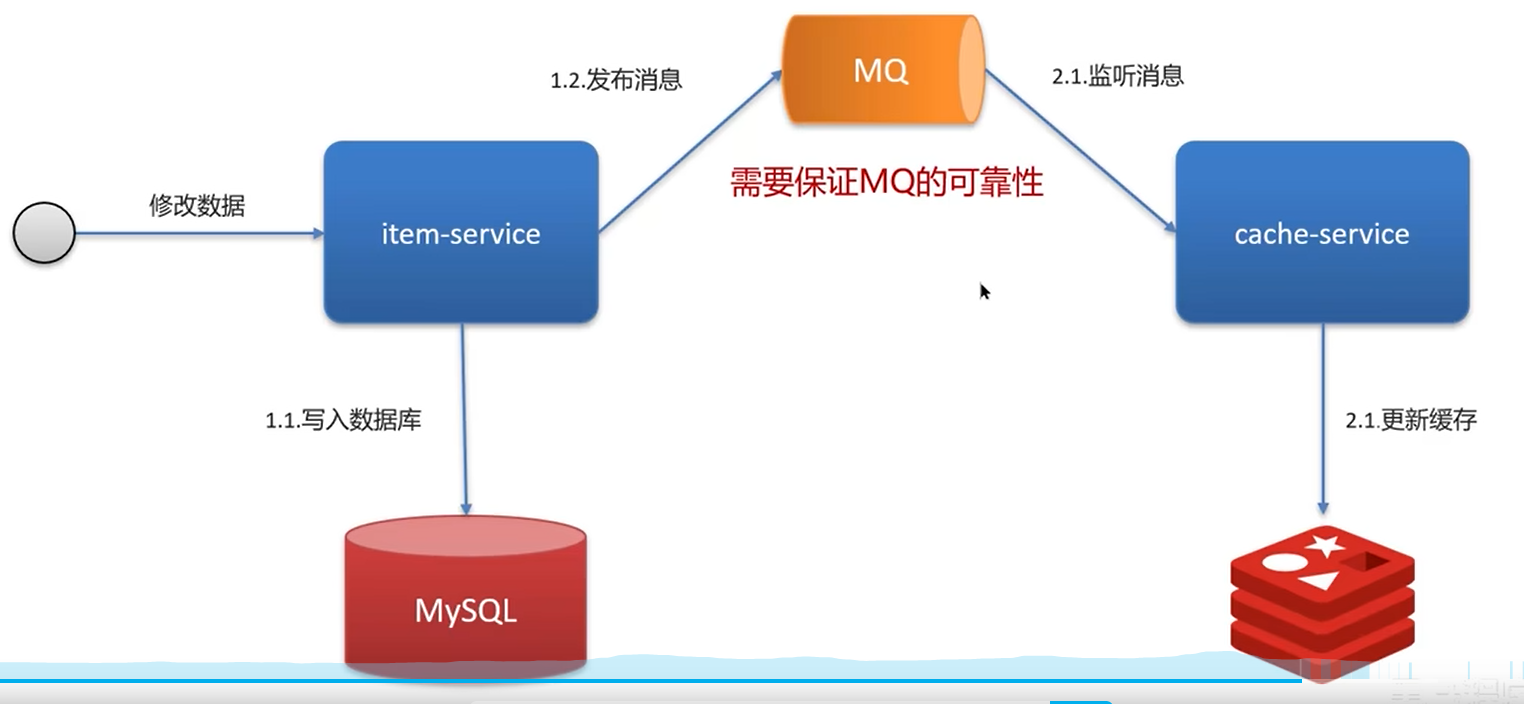 MQ
1.2.发布消息
2.1.监听消息
需要保证MQ的可靠性
修改数据
item-service
cache-service
1.1.写入数据库
2.1.更新缓存
MySQL